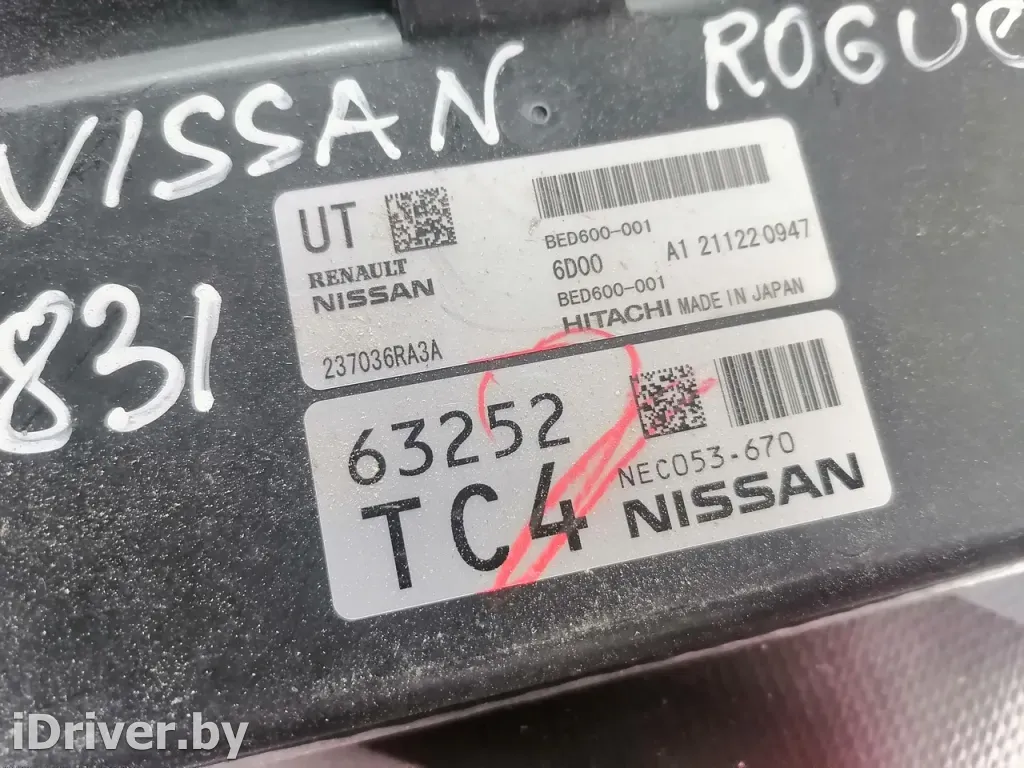 NISSAN ROGUE
831
UT
RENAULT
NISSAN
237036RA3A
BED600-001
6D00 A1 211220947
BED600-001
HITACHI MADE IN JAPAN
63252
TC4
NEC053-670
NISSAN
iDriver.by